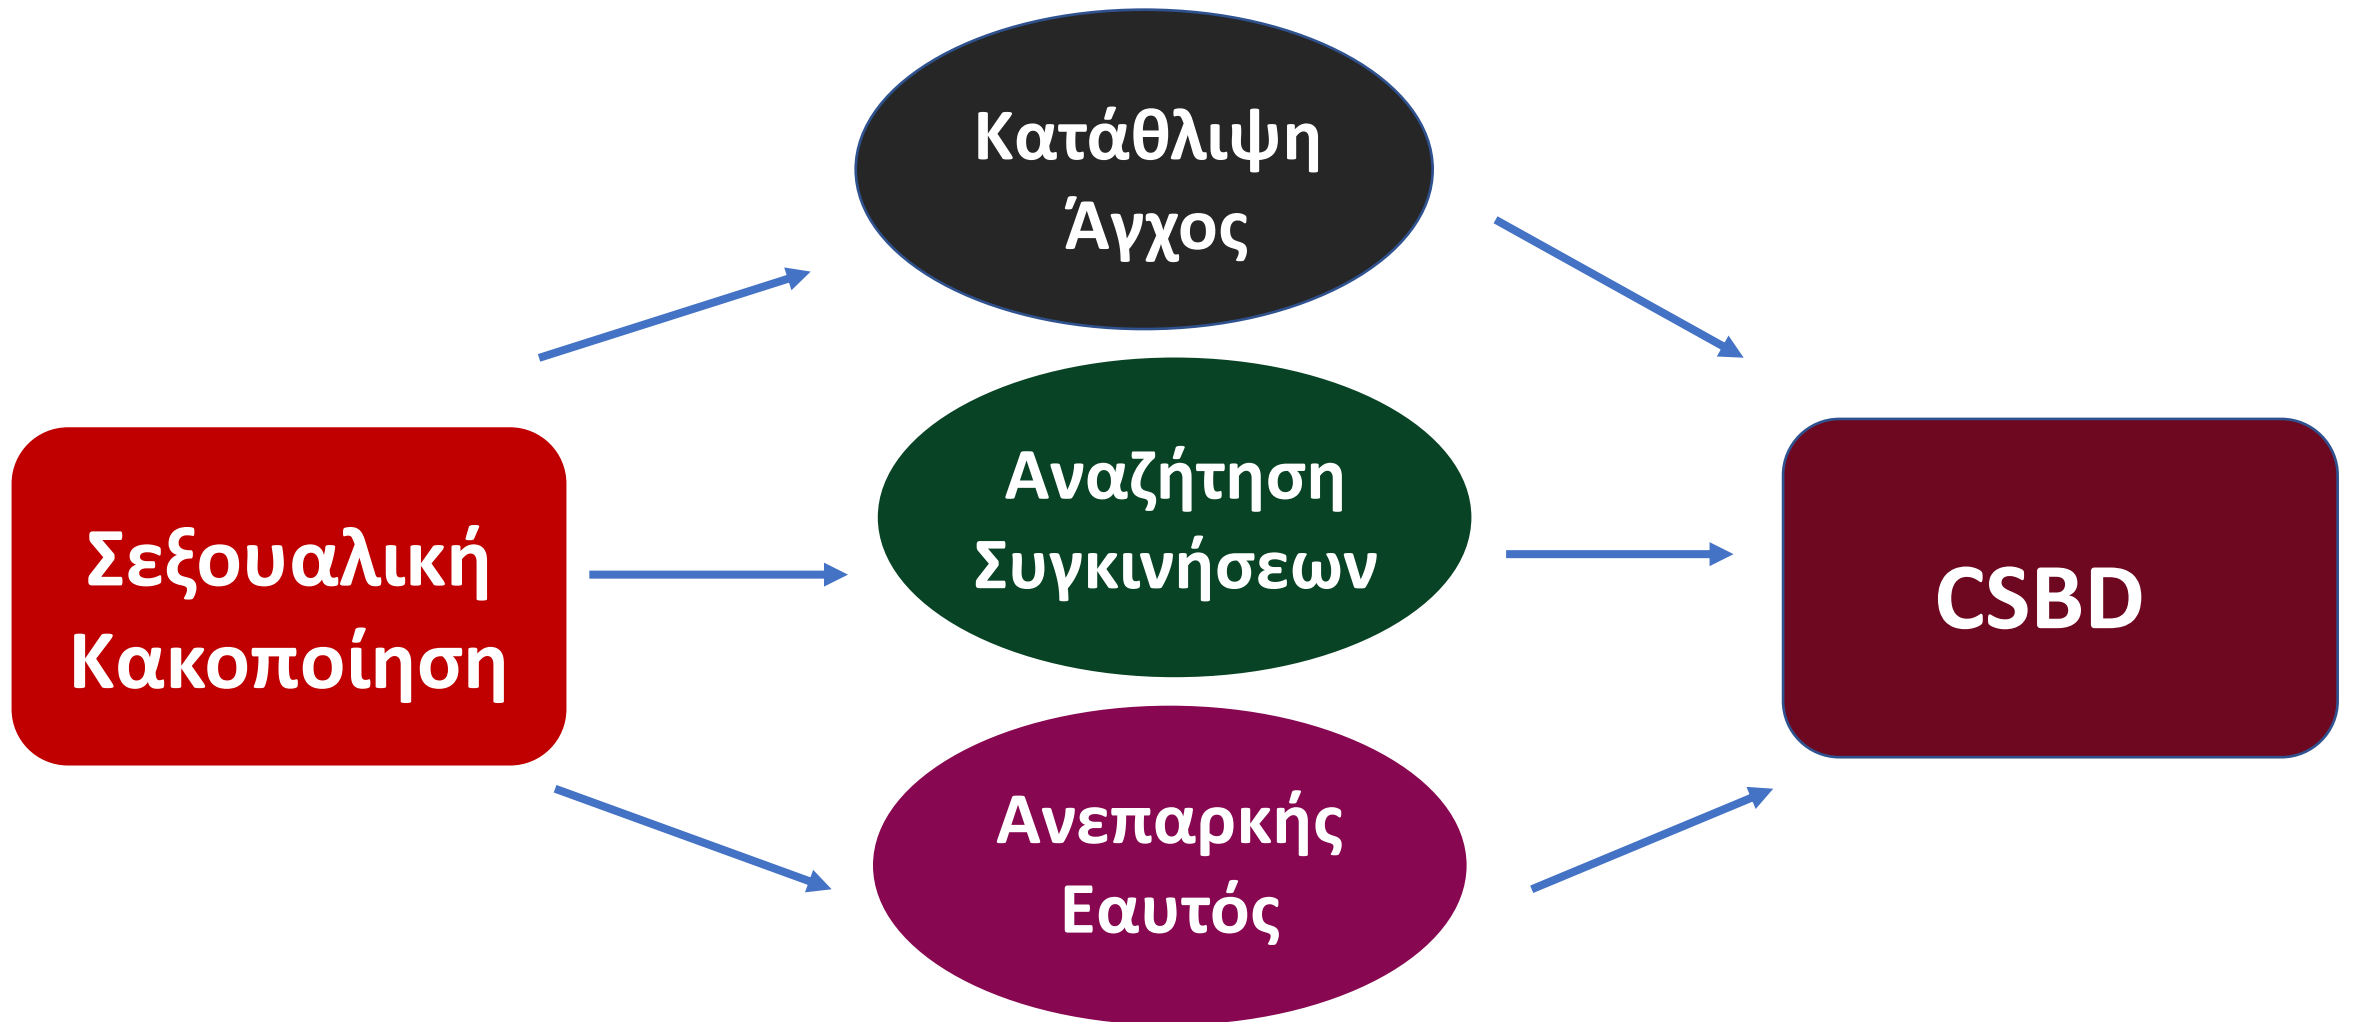 Κατάθλιψη
Άγχος
Αναζήτηση
Συγκινήσεων
Σεξουαλική
Κακοποίηση
CSBD
Ανεπαρκής
Εαυτός